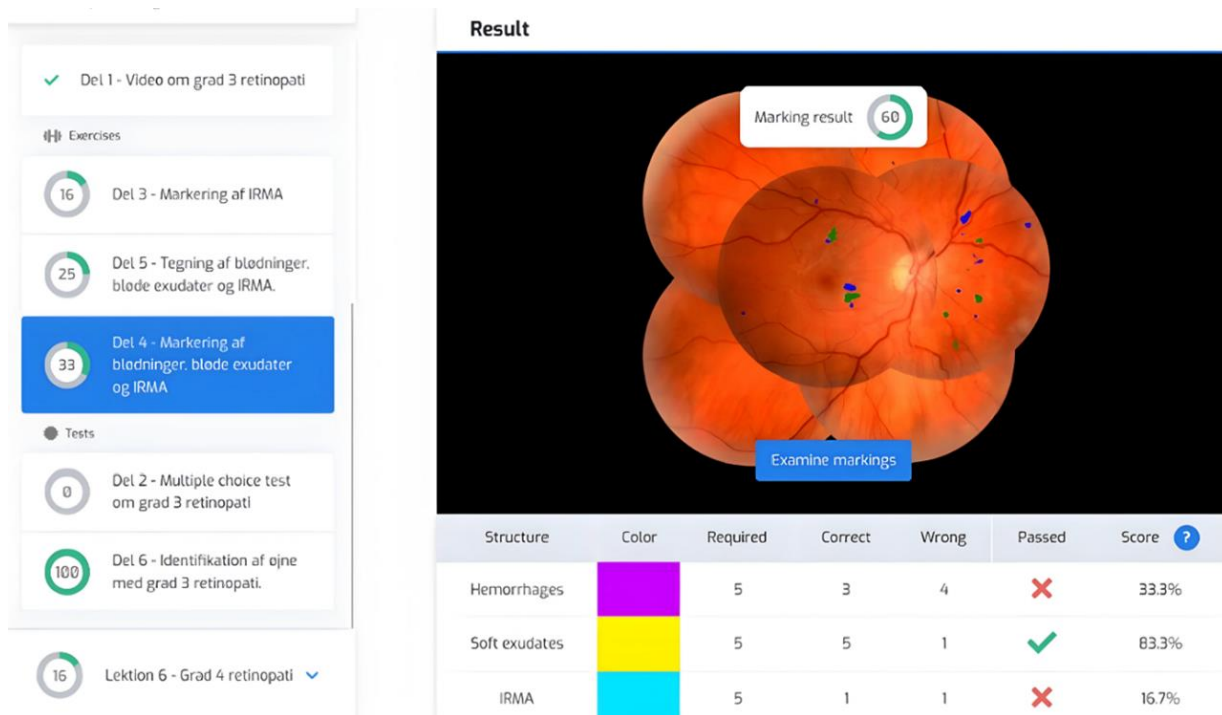 Result
Del 1 - Video om grad 3 retinopati
Exercises
16
Del 3 - Markering af IRMA
25
Del 5 - Tegning af blødninger,
bløde exudater og IRMA.
33
Del 4 - Markering af
blødninger, bløde exudater
og IRMA
Tests
0
Del 2 - Multiple choice test
om grad 3 retinopati
100
Del 6 - Identifikation af øjne
med grad 3 retinopati.
16
Lektion 6 - Grad 4 retinopati
Marking result 60
Examine markings
Structure Color Required Correct Wrong Passed Score ?
Hemorrhages 5 3 4 33.3%
Soft exudates 5 5 1 83.3%
IRMA 5 1 1 16.7%